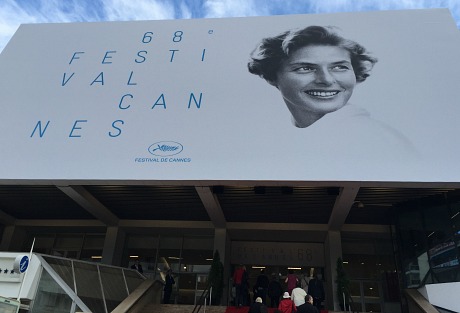 68e
FESTI
VAL
CAN
NES
FESTIVAL DE CANNES